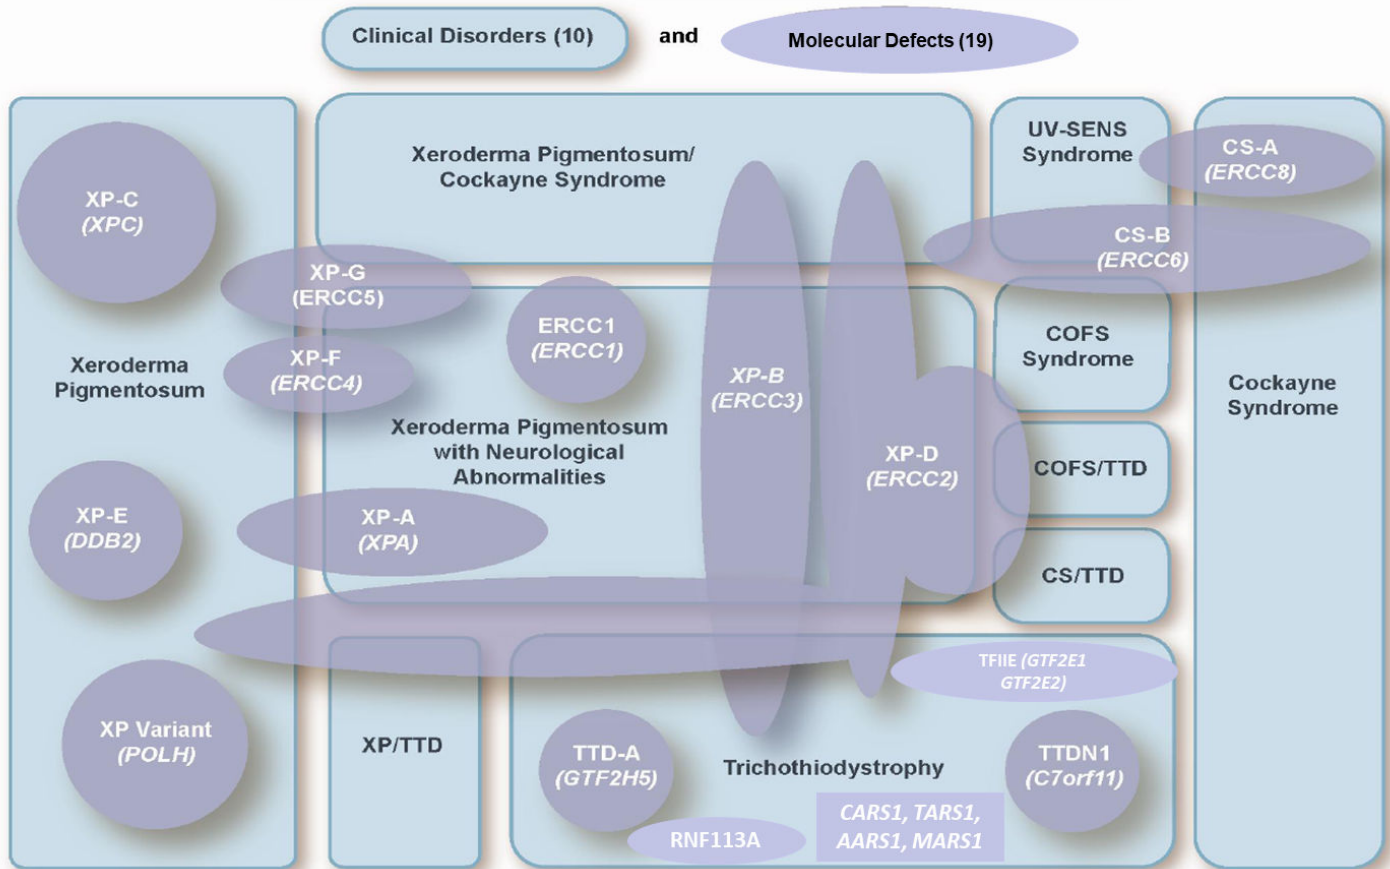 Clinical Disorders (10)
and
Molecular Defects (19)
Xeroderma Pigmentosum/
Cockayne Syndrome
UV-SENS
Syndrome
CS-A
(ERCC8)
XP-C
(XPC)
CS-B
(ERCC6)
XP-G
(ERCC5)
ERCC1
(ERCC1)
COFS
Syndrome
Xeroderma
Pigmentosum
XP-F
(ERCC4)
XP-B
(ERCC3)
Cockayne
Syndrome
Xeroderma Pigmentosum
with Neurological
Abnormalities
XP-D
(ERCC2)
COFS/TTD
XP-E
(DDB2)
XP-A
(XPA)
CS/TTD
TFIIE (GTF2E1
GTF2E2)
XP Variant
(POLH)
XP/TTD
TTD-A
(GTF2H5)
Trichothiodystrophy
TTDN1
(C7orf11)
RNF113A
CARS1, TARS1,
AARS1, MARS1